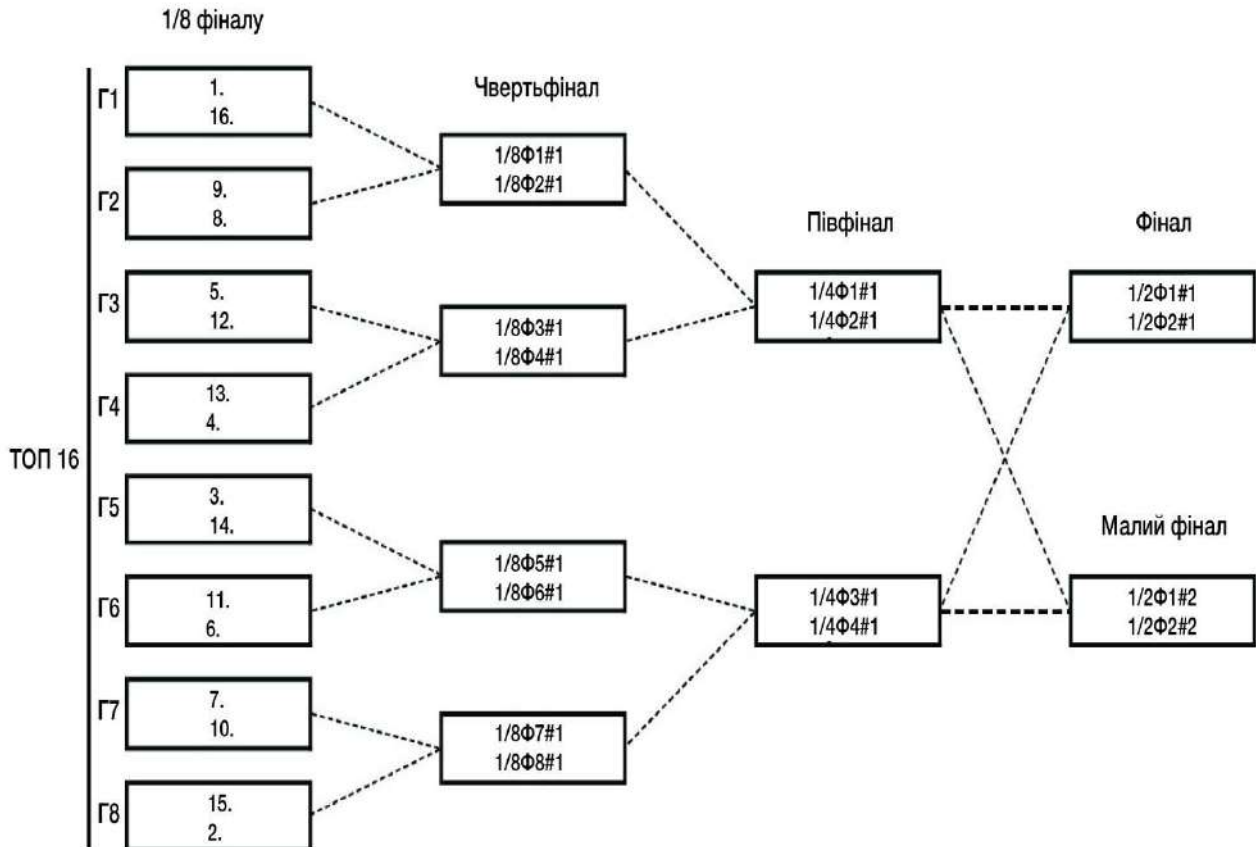 1/8 фіналу
Г1
1.
16.
Г2
9.
8.
Г3
5.
12.
Г4
13.
4.
ТОП 16
Г5
3.
14.
Г6
11.
6.
Г7
7.
10.
Г8
15.
2.
Чвертьфінал
1/8Ф1#1
1/8Ф2#1
1/8Ф3#1
1/8Ф4#1
1/8Ф5#1
1/8Ф6#1
1/8Ф7#1
1/8Ф8#1
Півфінал
1/4Ф1#1
1/4Ф2#1
1/4Ф3#1
1/4Ф4#1
Фінал
1/2Ф1#1
1/2Ф2#1
Малий фінал
1/2Ф1#2
1/2Ф2#2